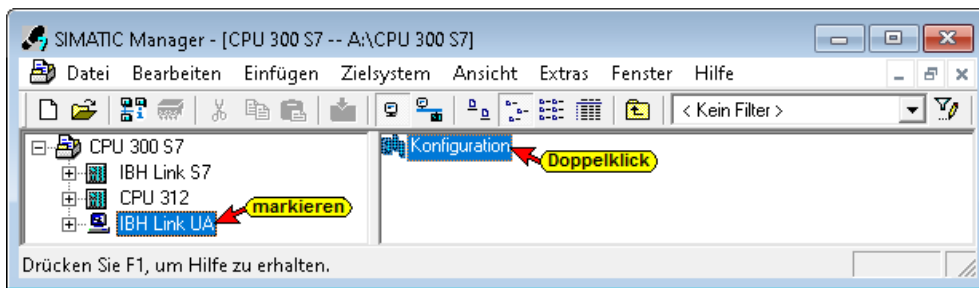 SIMATIC Manager - [CPU 300 S7 -- A:\CPU 300 S7]
Datei Bearbeiten Einfügen Zielsystem Ansicht Extras Fenster Hilfe
< Kein Filter >
CPU 300 S7
Konfiguration
Doppelklick
IBH Link S7
CPU 312
markieren
IBH Link UA
Drücken Sie F1, um Hilfe zu erhalten.